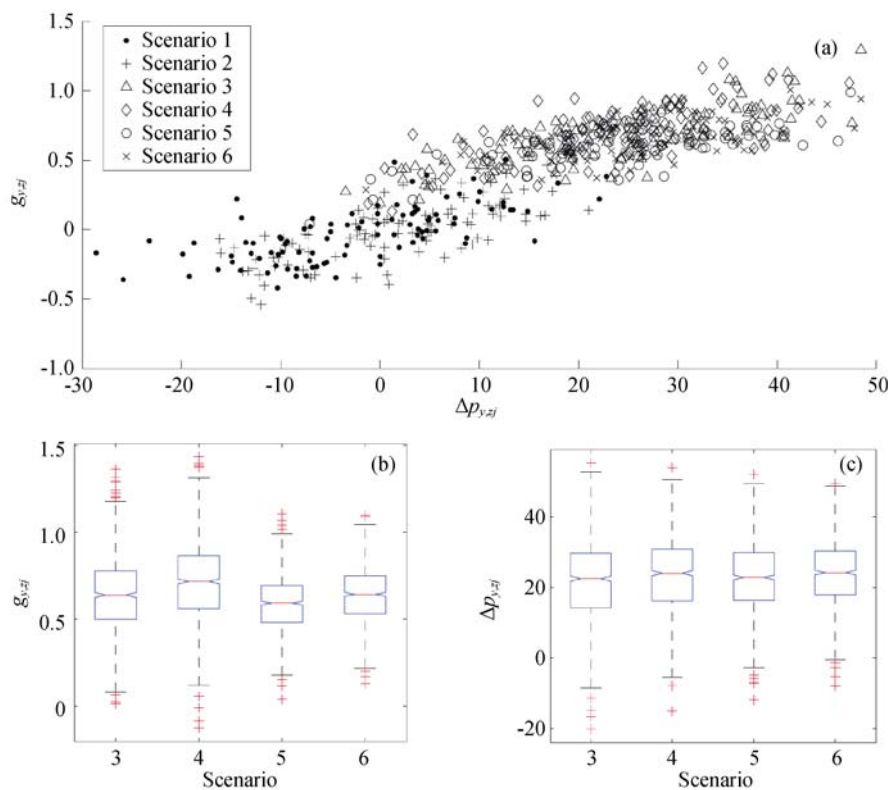 1.5
1.0
0.5
0
-0.5
-1.0
g_{y,zj}
Scenario 1
Scenario 2
Scenario 3
Scenario 4
Scenario 5
Scenario 6
(a)
-30 -20 -10 0 10 20 30 40 50
Δp_{y,zj}
1.5
1.0
0.5
0
g_{y,zj}
(b)
3 4 5 6
Scenario
40
20
0
-20
Δp_{y,zj}
(c)
3 4 5 6
Scenario